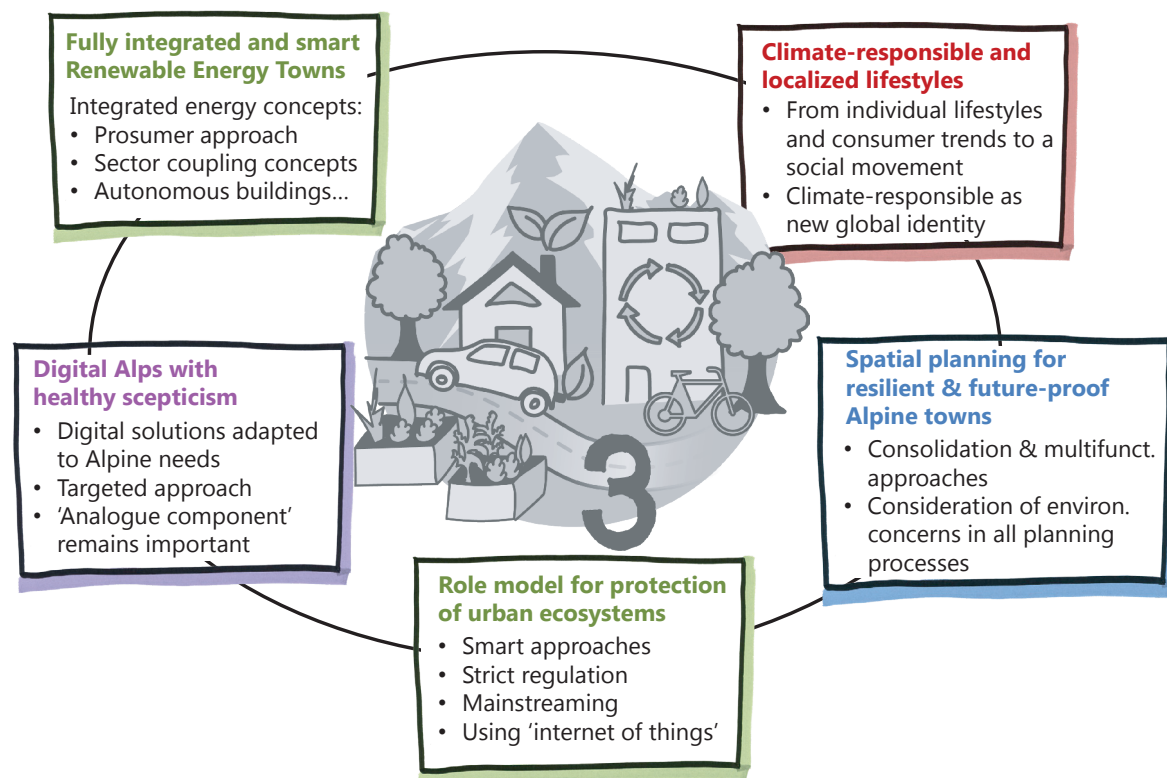 Fully integrated and smart
Renewable Energy Towns
Integrated energy concepts:
• Prosumer approach
• Sector coupling concepts
• Autonomous buildings...
Climate-responsible and
localized lifestyles
• From individual lifestyles
and consumer trends to a
social movement
• Climate-responsible as
new global identity
Digital Alps with
healthy scepticism
• Digital solutions adapted
to Alpine needs
• Targeted approach
• ‘Analogue component’
remains important
3
Spatial planning for
resilient & future-proof
Alpine towns
• Consolidation & multifunct.
approaches
• Consideration of environ.
concerns in all planning
processes
Role model for protection
of urban ecosystems
• Smart approaches
• Strict regulation
• Mainstreaming
• Using ‘internet of things’